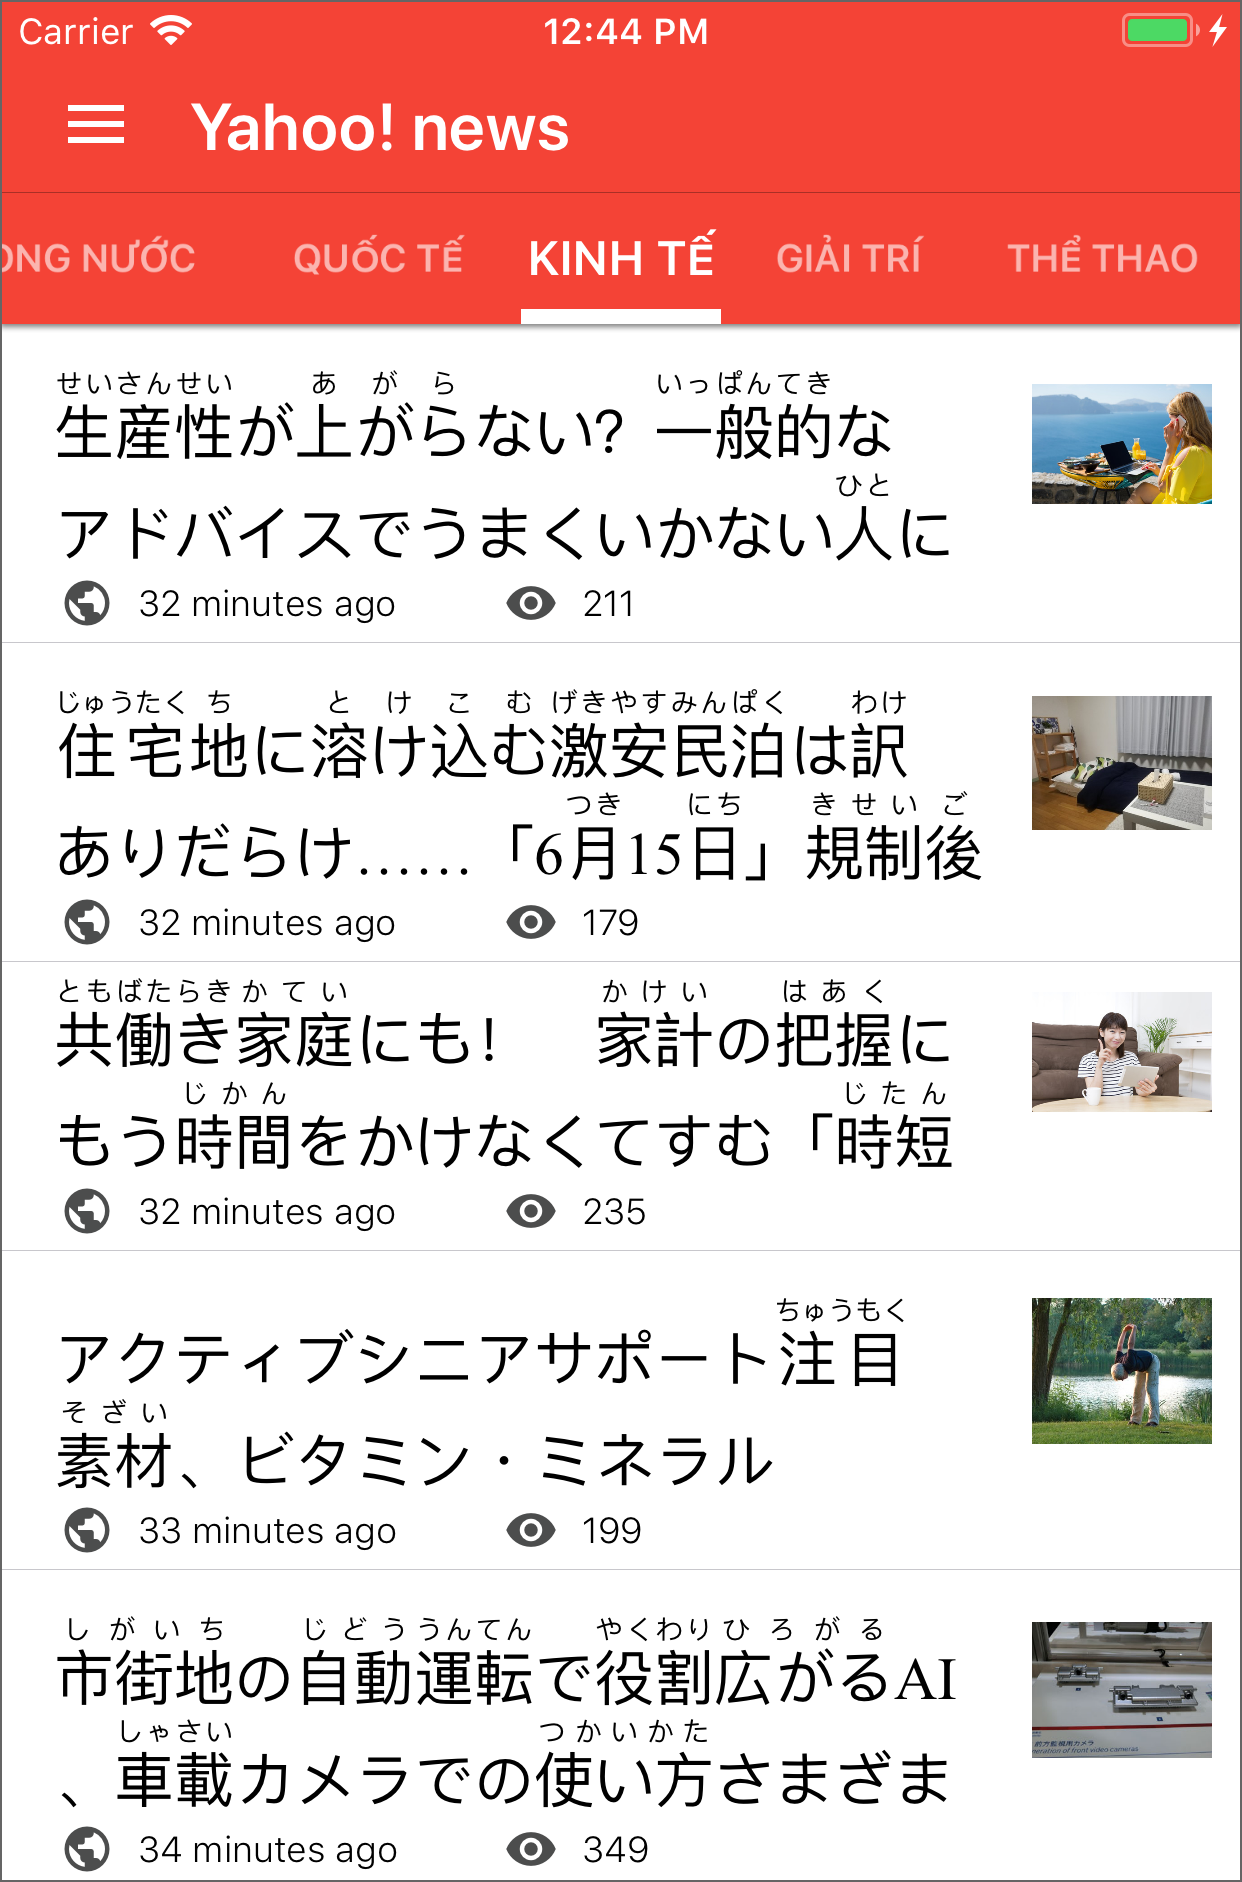 Carrier 12:44 PM
Yahoo! news
ONG NƯỚC QUỐC TẾ KINH TẾ GIẢI TRÍ THỂ THAO
せいさんせい あがら いっぱんてき
生産性が上がらない? 一般的な
ひと
アドバイスでうまくいかない人に
32 minutes ago 211
じゅうたく ち とけこむ げきやすみんぱく わけ
住宅地に溶け込む激安民泊は訳
つき にち きせいご
ありだらけ……「6月15日」規制後
32 minutes ago 179
ともばたらき かてい かけい はあく
共働き家庭にも! 家計の把握に
じかん じたん
もう時間をかけなくてすむ「時短
32 minutes ago 235
ちゅうもく
アクティブシニアサポート注目
そざい
素材、ビタミン・ミネラル
33 minutes ago 199
しがいち じどううんてん やくわり ひろがる
市街地の自動運転で役割広がるAI
しゃさい つかいかた
、車載カメラでの使い方さまざま
34 minutes ago 349
的方監視用カメラ
neration of front video cameras